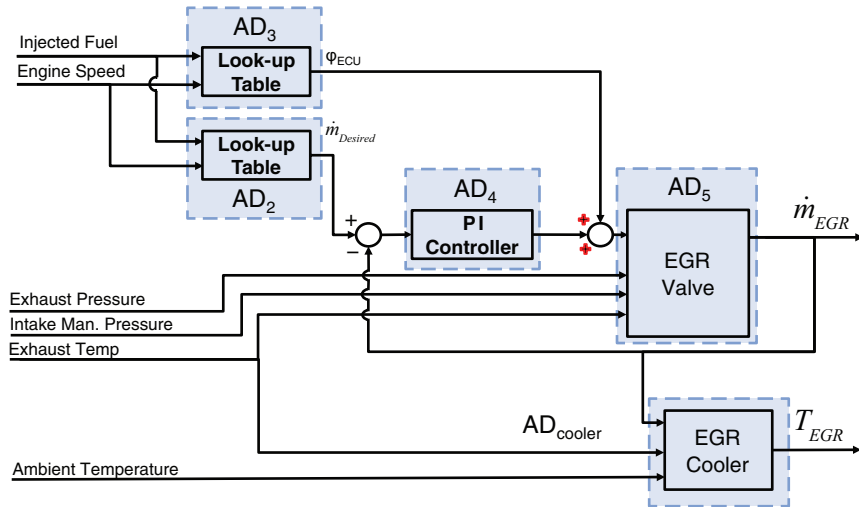 Injected Fuel
Engine Speed
AD₃
Look-up
Table
φECU
Look-up
Table
AD₂
ṁDesired
+
−
AD₄
PI
Controller
+
+
AD₅
EGR
Valve
ṁEGR
Exhaust Pressure
Intake Man. Pressure
Exhaust Temp
ADcooler
EGR
Cooler
TEGR
Ambient Temperature